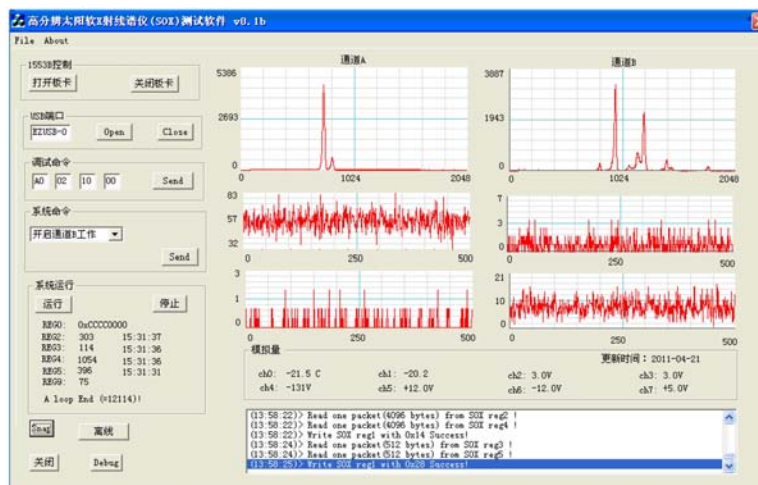 高分辨太阳软X射线谱仪(SOX)测试软件 v0.1b
File About
1553B控制
打开板卡 关闭板卡
USB端口
EZUSB-0 Open Close
调试命令
A0 02 10 00 Send
系统命令
开启通道B工作
Send
系统运行
运行 停止
REG0: 0xCCCC0000
REG2: 303 15:31:37
REG3: 114 15:31:36
REG4: 1054 15:31:36
REG5: 396 15:31:31
REG9: 75
A loop End (=12114)!
Snag 离线
关闭 Debug
通道A
5386
2693
0
0 1024 2048
83
57
32
0 250 500
3
1
0
0 250 500
通道B
3887
1943
0
0 1024 2048
7
3
0
0 250 500
21
10
0
0 250 500
模拟量 更新时间：2011-04-21
ch0: -21.5 C ch1: -20.2 ch2: 3.0V ch3: 3.0V
ch4: -131V ch5: +12.0V ch6: -12.0V ch7: +5.0V
(13:58:22)> Read one packet(4096 bytes) from SOX reg2 !
(13:58:22)> Read one packet(4096 bytes) from SOX reg4 !
(13:58:22)> Write SOX reg1 with 0x14 Success!
(13:58:24)> Read one packet(512 bytes) from SOX reg3 !
(13:58:24)> Read one packet(512 bytes) from SOX reg5 !
(13:58:25)> Write SOX reg1 with 0x28 Success!